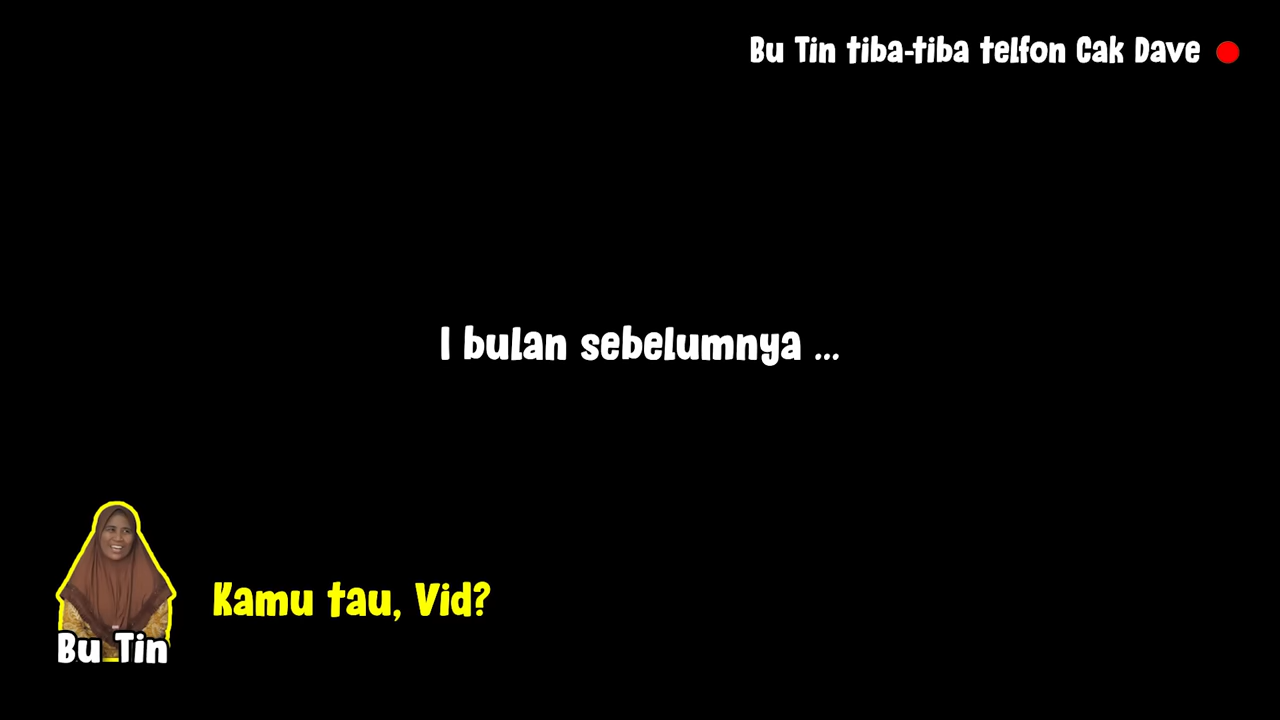 Bu Tin tiba-tiba telfon Cak Dave
1 bulan sebelumnya ...
Kamu tau, Vid?
Bu Tin